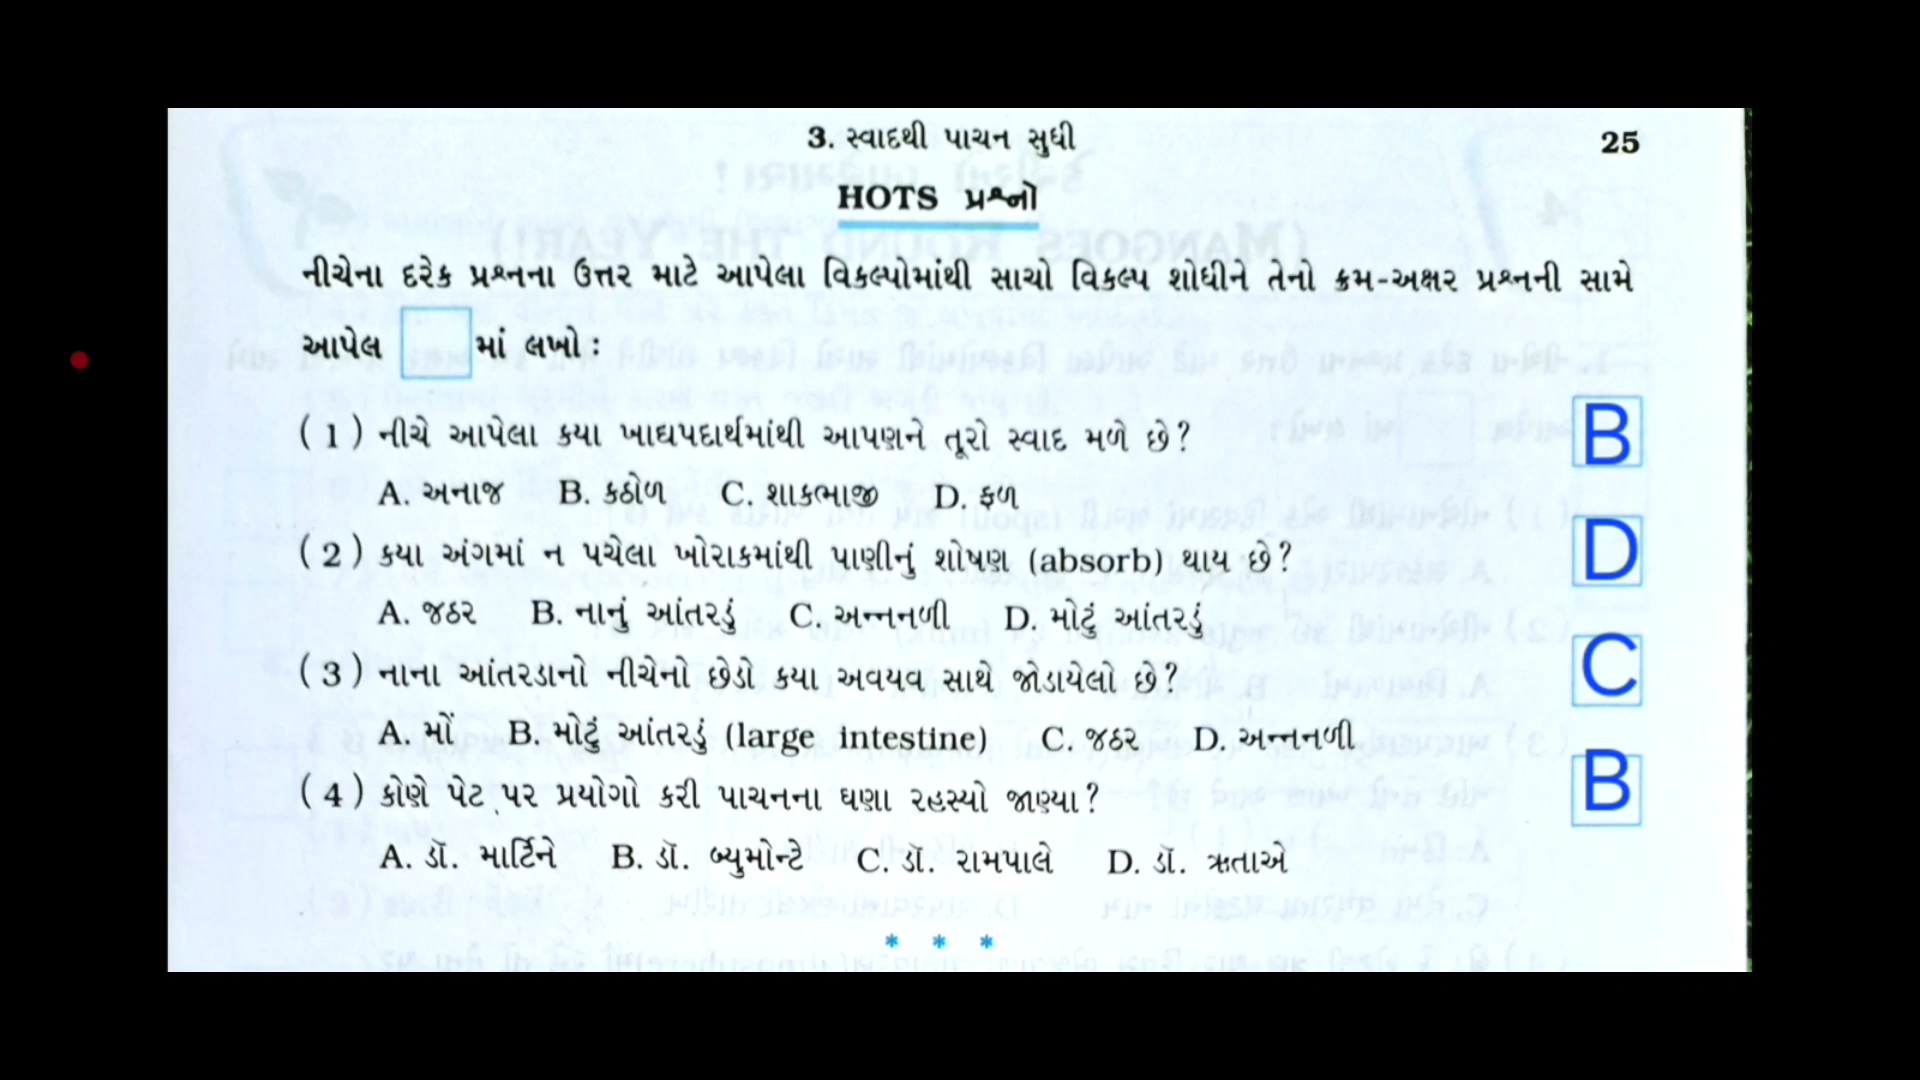 3. સ્વાદથી પાચન સુધી 25
HOTS પ્રશ્નો
નીચેના દરેક પ્રશ્નના ઉત્તર માટે આપેલા વિકલ્પોમાંથી સાચો વિકલ્પ શોધીને તેનો ક્રમ-અક્ષર પ્રશ્નની સામે
આપેલ માં લખો :
( 1 ) નીચે આપેલા કયા ખાદ્યપદાર્થમાંથી આપણને તૂરો સ્વાદ મળે છે? B
A. અનાજ B. કઠોળ C. શાકભાજી D. ફળ
( 2 ) કયા અંગમાં ન પચેલા ખોરાકમાંથી પાણીનું શોષણ (absorb) થાય છે? D
A. જઠર B. નાનું આંતરડું C. અન્નનળી D. મોટું આંતરડું
( 3 ) નાના આંતરડાનો નીચેનો છેડો કયા અવયવ સાથે જોડાયેલો છે? C
A. મોં B. મોટું આંતરડું (large intestine) C. જઠર D. અન્નનળી
( 4 ) કોણે પેટ પર પ્રયોગો કરી પાચનના ઘણા રહસ્યો જાણ્યા? B
A. ડૉ. માર્ટિને B. ડૉ. બ્યુમોન્ટે C. ડૉ. રામપાલે D. ડૉ. ઋતાએ
* * *